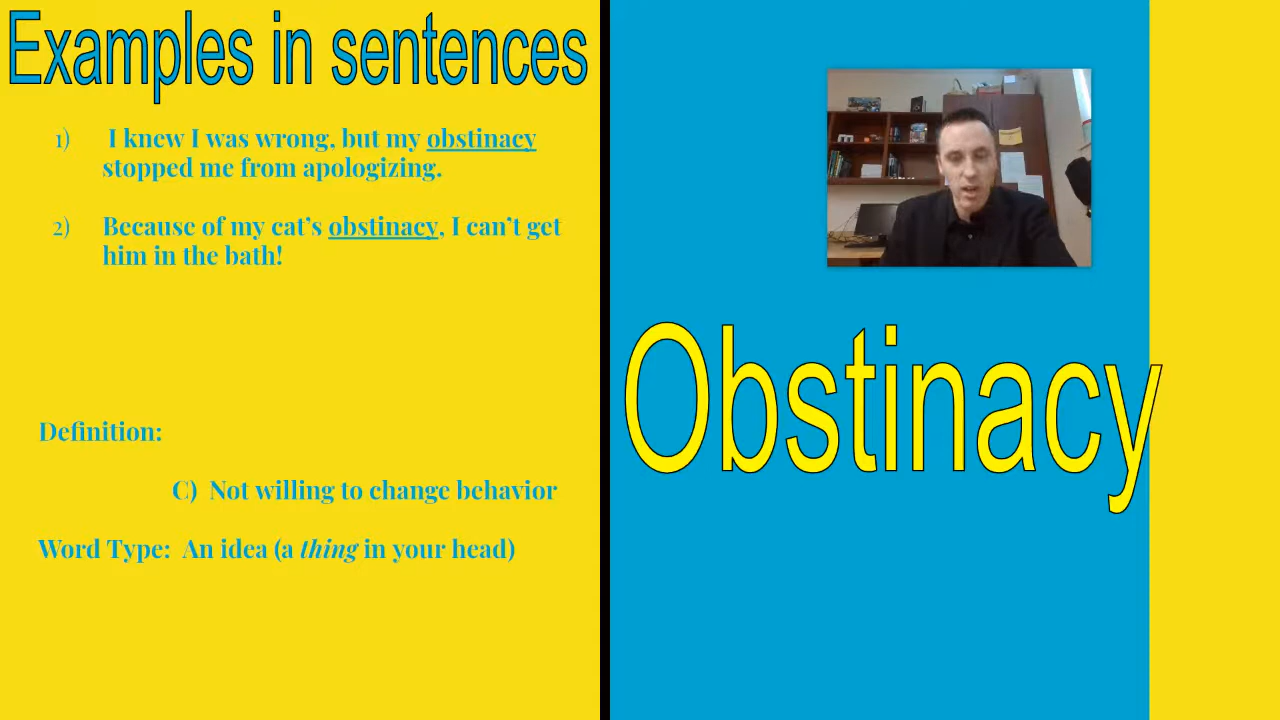 Examples in sentences
1) I knew I was wrong, but my obstinacy
stopped me from apologizing.
2) Because of my cat’s obstinacy, I can’t get
him in the bath!
Definition:
C) Not willing to change behavior
Word Type: An idea (a thing in your head)
Obstinacy